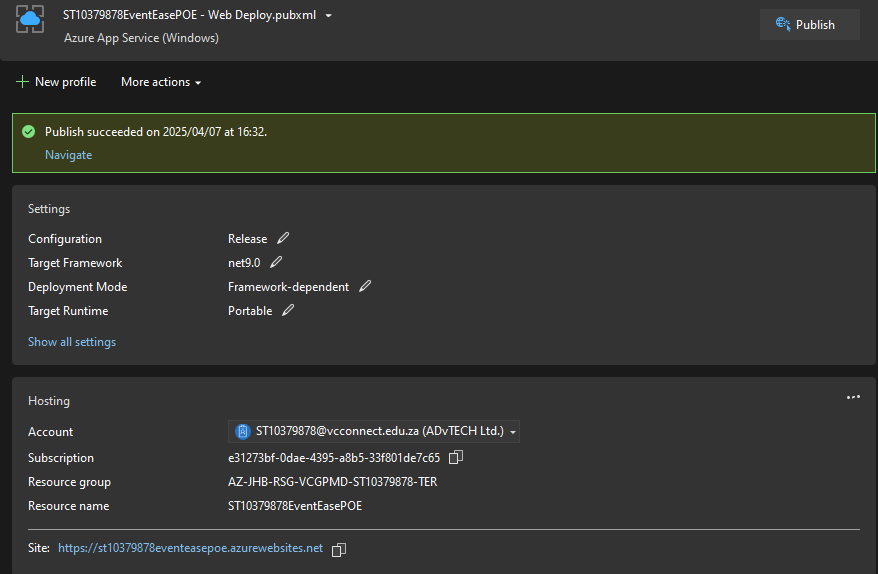 ST10379878EventEasePOE - Web Deploy.pubxml
Azure App Service (Windows)
Publish
New profile
More actions
Publish succeeded on 2025/04/07 at 16:32.
Navigate
Settings
Configuration Release
Target Framework net9.0
Deployment Mode Framework-dependent
Target Runtime Portable
Show all settings
Hosting
Account ST10379878@vcconnect.edu.za (ADvTECH Ltd.)
Subscription e31273bf-0dae-4395-a8b5-33f801de7c65
Resource group AZ-JHB-RSG-VCGPMD-ST10379878-TER
Resource name ST10379878EventEasePOE
Site: https://st10379878eventeasepoe.azurewebsites.net